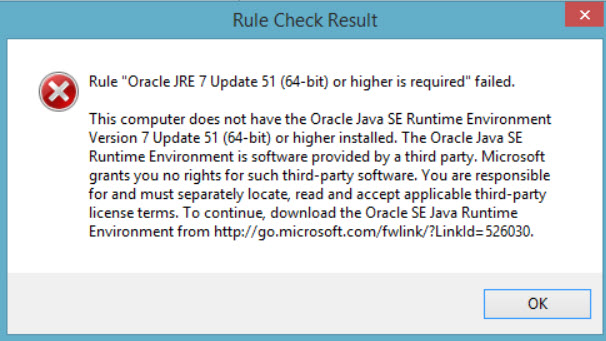 Rule Check Result
Rule "Oracle JRE 7 Update 51 (64-bit) or higher is required" failed.
This computer does not have the Oracle Java SE Runtime Environment
Version 7 Update 51 (64-bit) or higher installed. The Oracle Java SE
Runtime Environment is software provided by a third party. Microsoft
grants you no rights for such third-party software. You are responsible
for and must separately locate, read and accept applicable third-party
license terms. To continue, download the Oracle SE Java Runtime
Environment from http://go.microsoft.com/fwlink/?LinkId=526030.
OK